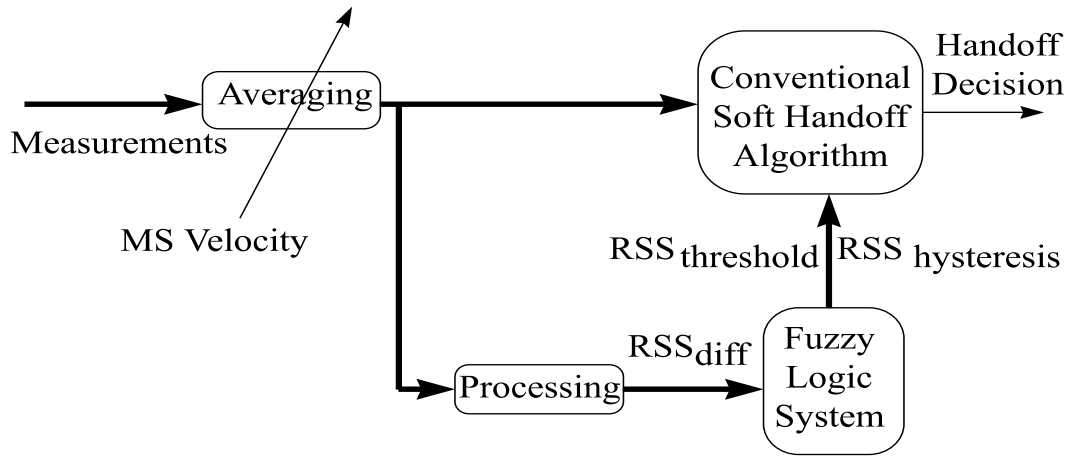 Handoff
Decision
Averaging
Conventional
Soft Handoff
Algorithm
Measurements
MS Velocity
RSS threshold
RSS hysteresis
RSSdiff
Fuzzy
Logic
System
Processing